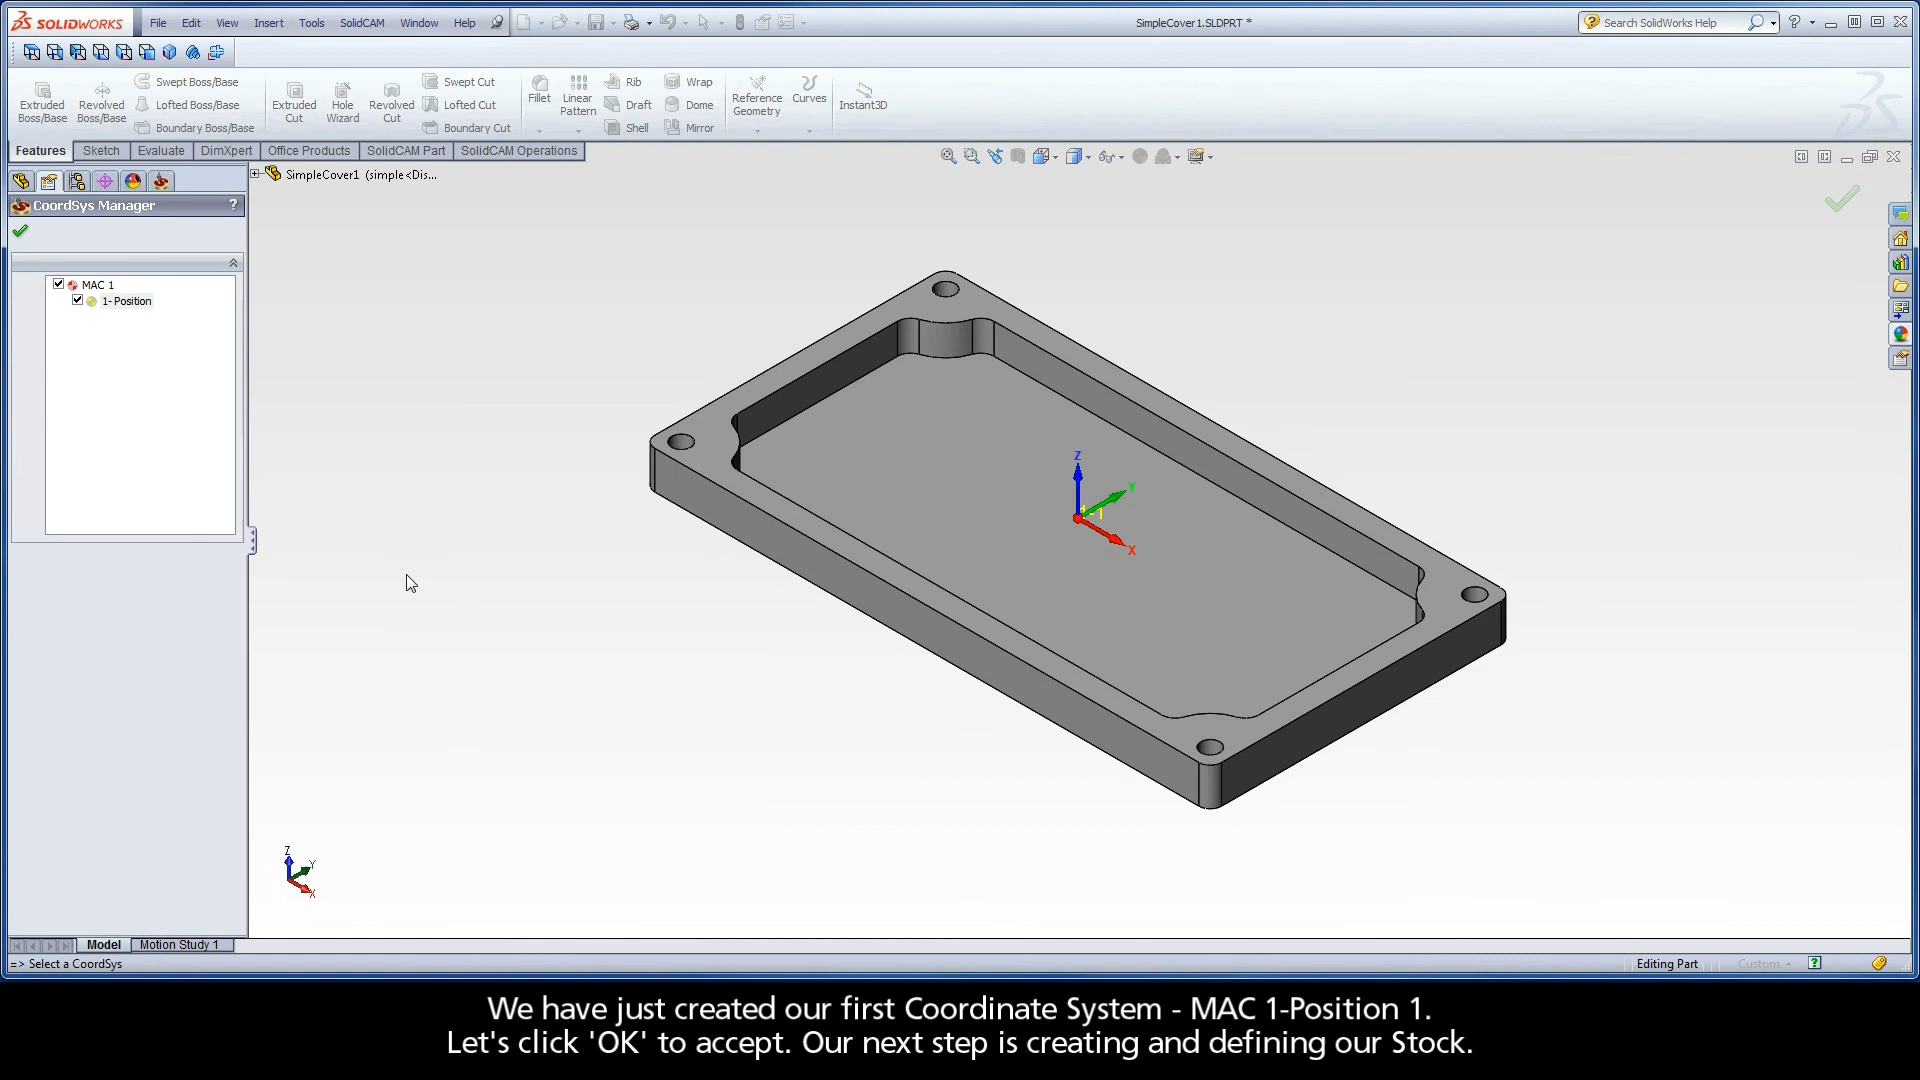 SOLIDWORKS File Edit View Insert Tools SolidCAM Window Help SimpleCover1.SLDPRT * Search SolidWorks Help
Extruded Boss/Base
Revolved Boss/Base
Swept Boss/Base
Lofted Boss/Base
Boundary Boss/Base
Extruded Cut
Hole Wizard
Revolved Cut
Swept Cut
Lofted Cut
Boundary Cut
Fillet
Linear Pattern
Rib
Draft
Shell
Wrap
Dome
Mirror
Reference Geometry
Curves
Instant3D
Features Sketch Evaluate DimXpert Office Products SolidCAM Part SolidCAM Operations
SimpleCover1 (simple<Dis...
CoordSys Manager ?
MAC 1
1- Position
Z
Y
X
Z
Y
X
Model Motion Study 1
=> Select a CoordSys Editing Part Custom
We have just created our first Coordinate System - MAC 1-Position 1.
Let's click 'OK' to accept. Our next step is creating and defining our Stock.